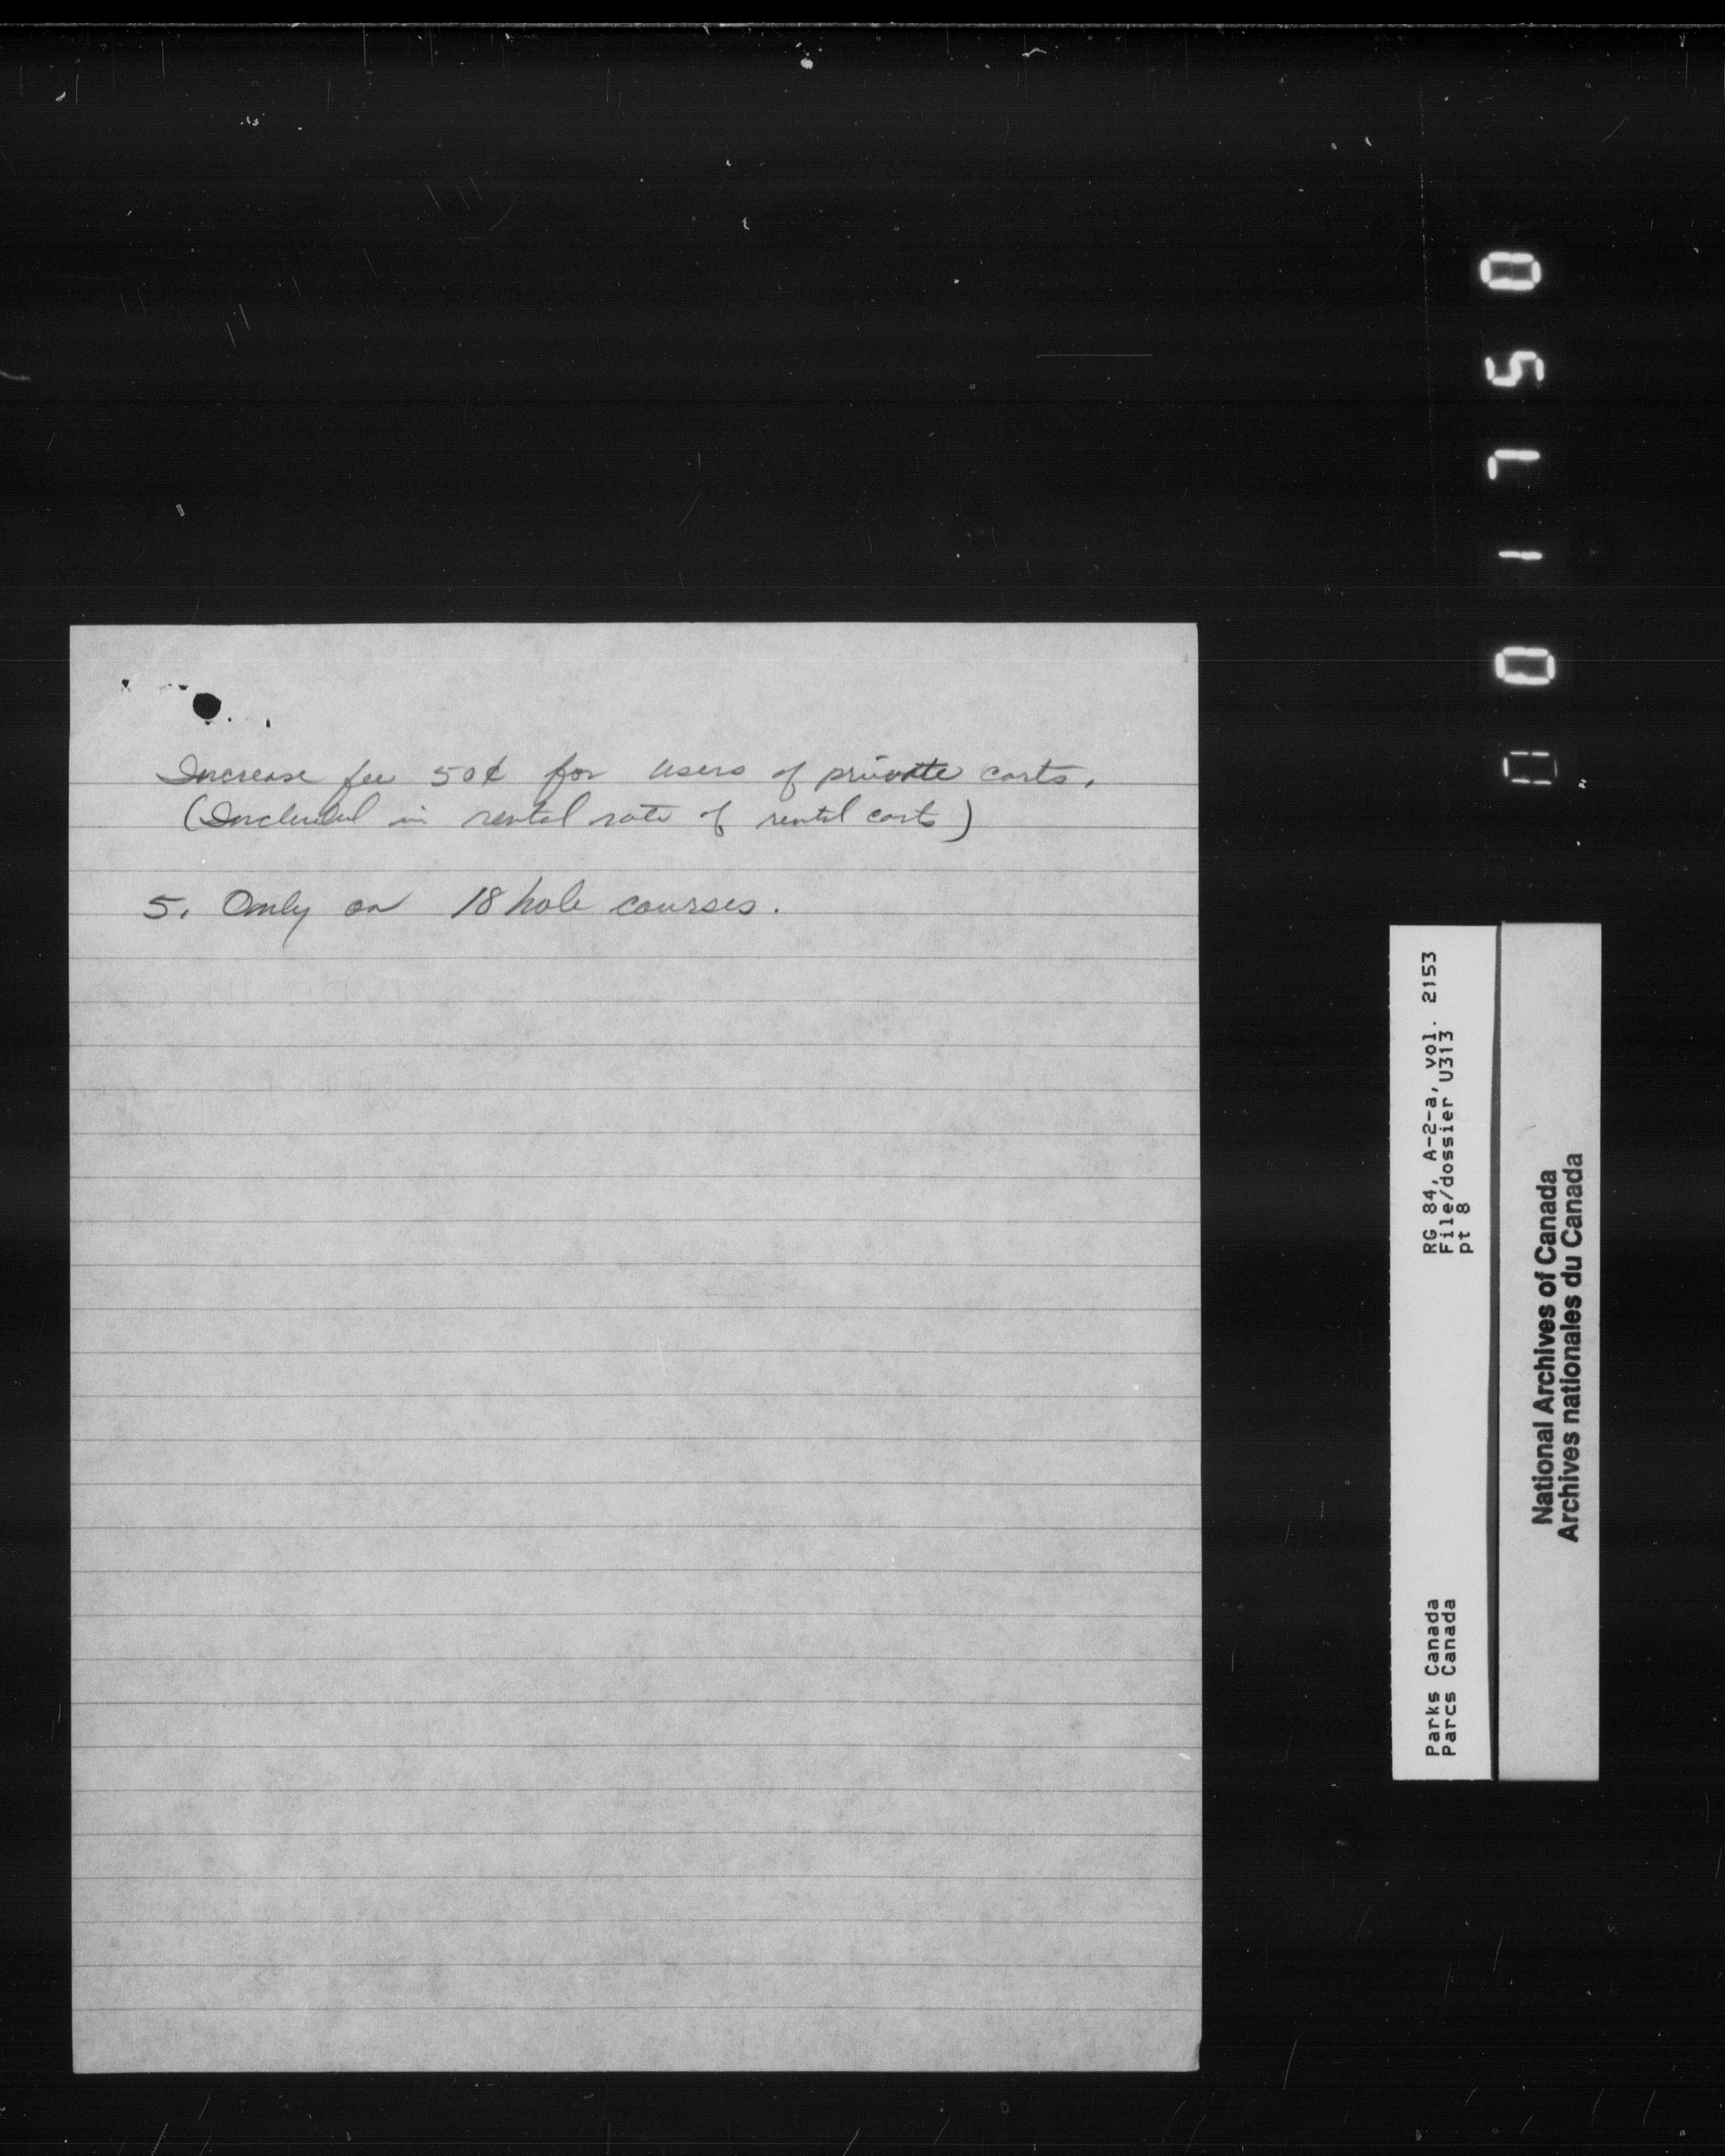 Increase fee 50¢ for users of private carts.
(Included in rental rate of rental carts)
5. Only on 18 hole courses.
001750
RG 84, A-2-a, vol. 2153
File/dossier U313
pt 8
Parks Canada
Parcs Canada
National Archives of Canada
Archives nationales du Canada